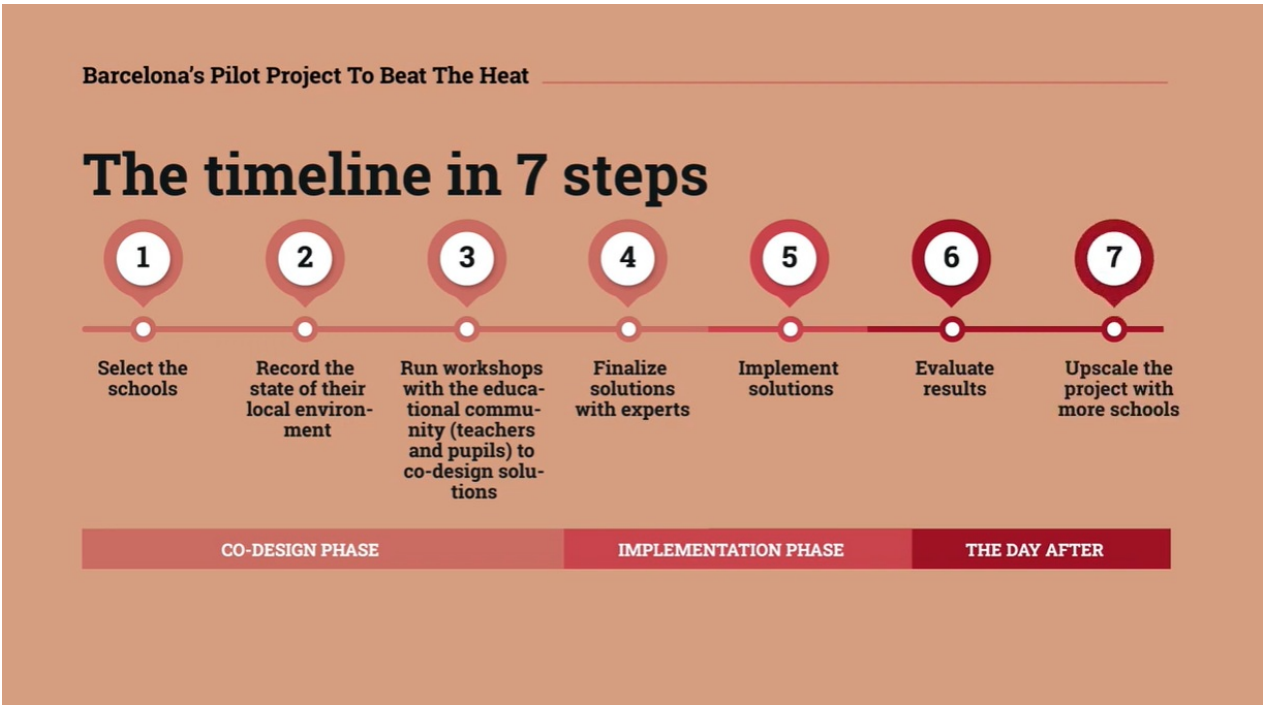 Barcelona's Pilot Project To Beat The Heat
The timeline in 7 steps
1
2
3
4
5
6
7
Select the
schools
Record the
state of their
local environ-
ment
Run workshops
with the educa-
tional commu-
nity (teachers
and pupils) to
co-design solu-
tions
Finalize
solutions
with experts
Implement
solutions
Evaluate
results
Upscale the
project with
more schools
CO-DESIGN PHASE
IMPLEMENTATION PHASE
THE DAY AFTER